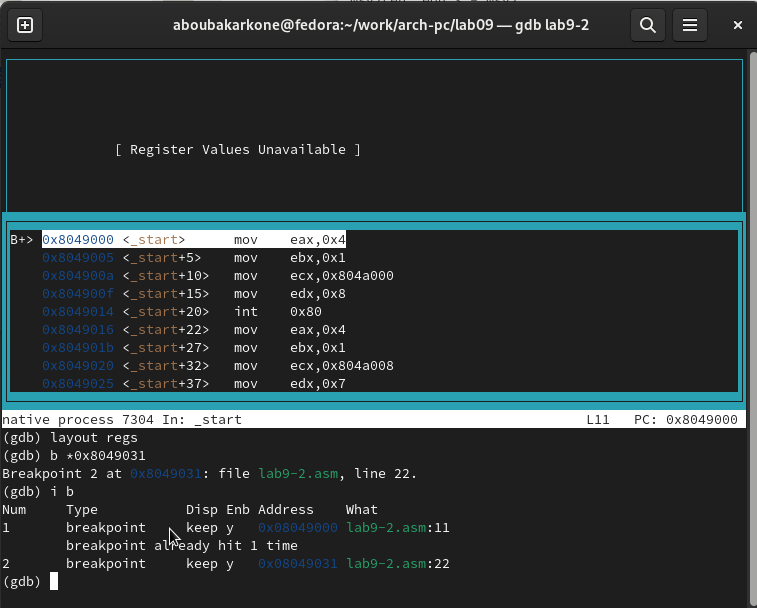 aboubakarkone@fedora:~/work/arch-pc/lab09 — gdb lab9-2
[ Register Values Unavailable ]
B+> 0x8049000 <_start>      mov    eax,0x4
0x8049005 <_start+5>    mov    ebx,0x1
0x804900a <_start+10>   mov    ecx,0x804a000
0x804900f <_start+15>   mov    edx,0x8
0x8049014 <_start+20>   int    0x80
0x8049016 <_start+22>   mov    eax,0x4
0x804901b <_start+27>   mov    ebx,0x1
0x8049020 <_start+32>   mov    ecx,0x804a008
0x8049025 <_start+37>   mov    edx,0x7
native process 7304 In: _start                                            L11   PC: 0x8049000
(gdb) layout regs
(gdb) b *0x8049031
Breakpoint 2 at 0x8049031: file lab9-2.asm, line 22.
(gdb) i b
Num     Type           Disp Enb Address    What
1       breakpoint     keep y   0x08049000 lab9-2.asm:11
breakpoint already hit 1 time
2       breakpoint     keep y   0x08049031 lab9-2.asm:22
(gdb)